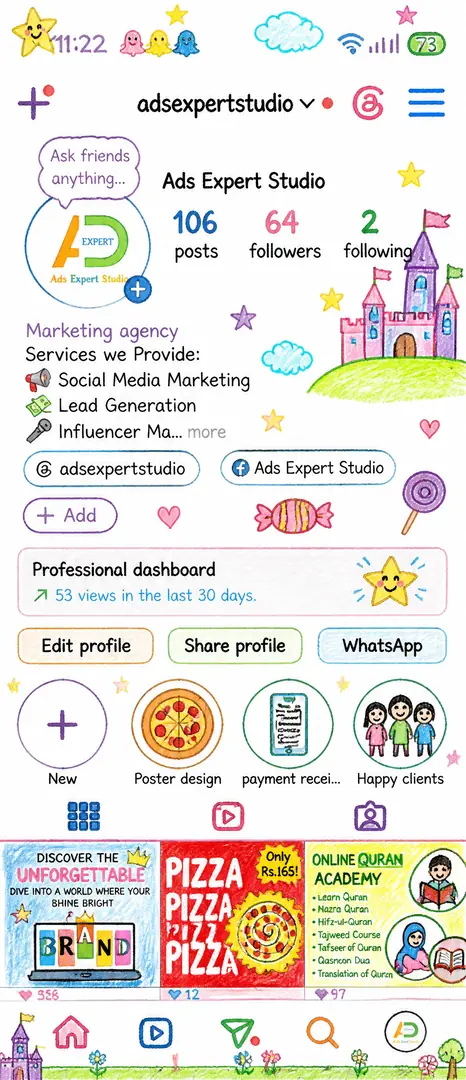 11:22
73
adsexpertstudio
Ask friends
anything...
Ads Expert Studio
AD
EXPERT
Ads Expert Studio
106 64 2
posts followers following
Marketing agency
Services we Provide:
Social Media Marketing
Lead Generation
Influencer Ma... more
adsexpertstudio
Ads Expert Studio
+ Add
Professional dashboard
53 views in the last 30 days.
Edit profile
Share profile
WhatsApp
New
Poster design
payment recei...
Happy clients
DISCOVER THE
UNFORGETTABLE
DIVE INTO A WORLD WHERE YOUR
BHINE BRIGHT
BRAND
PIZZA
PIZZA
PIZZA
PIZZA
Only
Rs.165!
ONLINE QURAN
ACADEMY
• Learn Quran
• Nazra Quran
• Hifz-ul-Quran
• Tajweed Course
• Tafseer of Quran
• Qasncon Dua
• Translation of Quran
956
12
97
AD